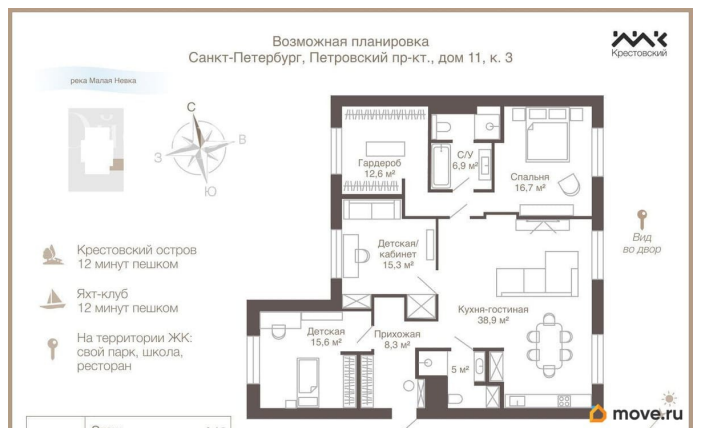 Возможная планировка
Санкт-Петербург, Петровский пр-кт., дом 11, к. 3
Крестовский
река Малая Невка
С
В
З
Ю
Гардероб
12,6 м²
С/У
6,9 м²
Спальня
16,7 м²
Детская/
кабинет
15,3 м²
Вид
во двор
Крестовский остров
12 минут пешком
Яхт-клуб
12 минут пешком
На территории ЖК:
свой парк, школа,
ресторан
Кухня-гостиная
38,9 м²
Детская
15,6 м²
Прихожая
8,3 м²
5 м²
move.ru